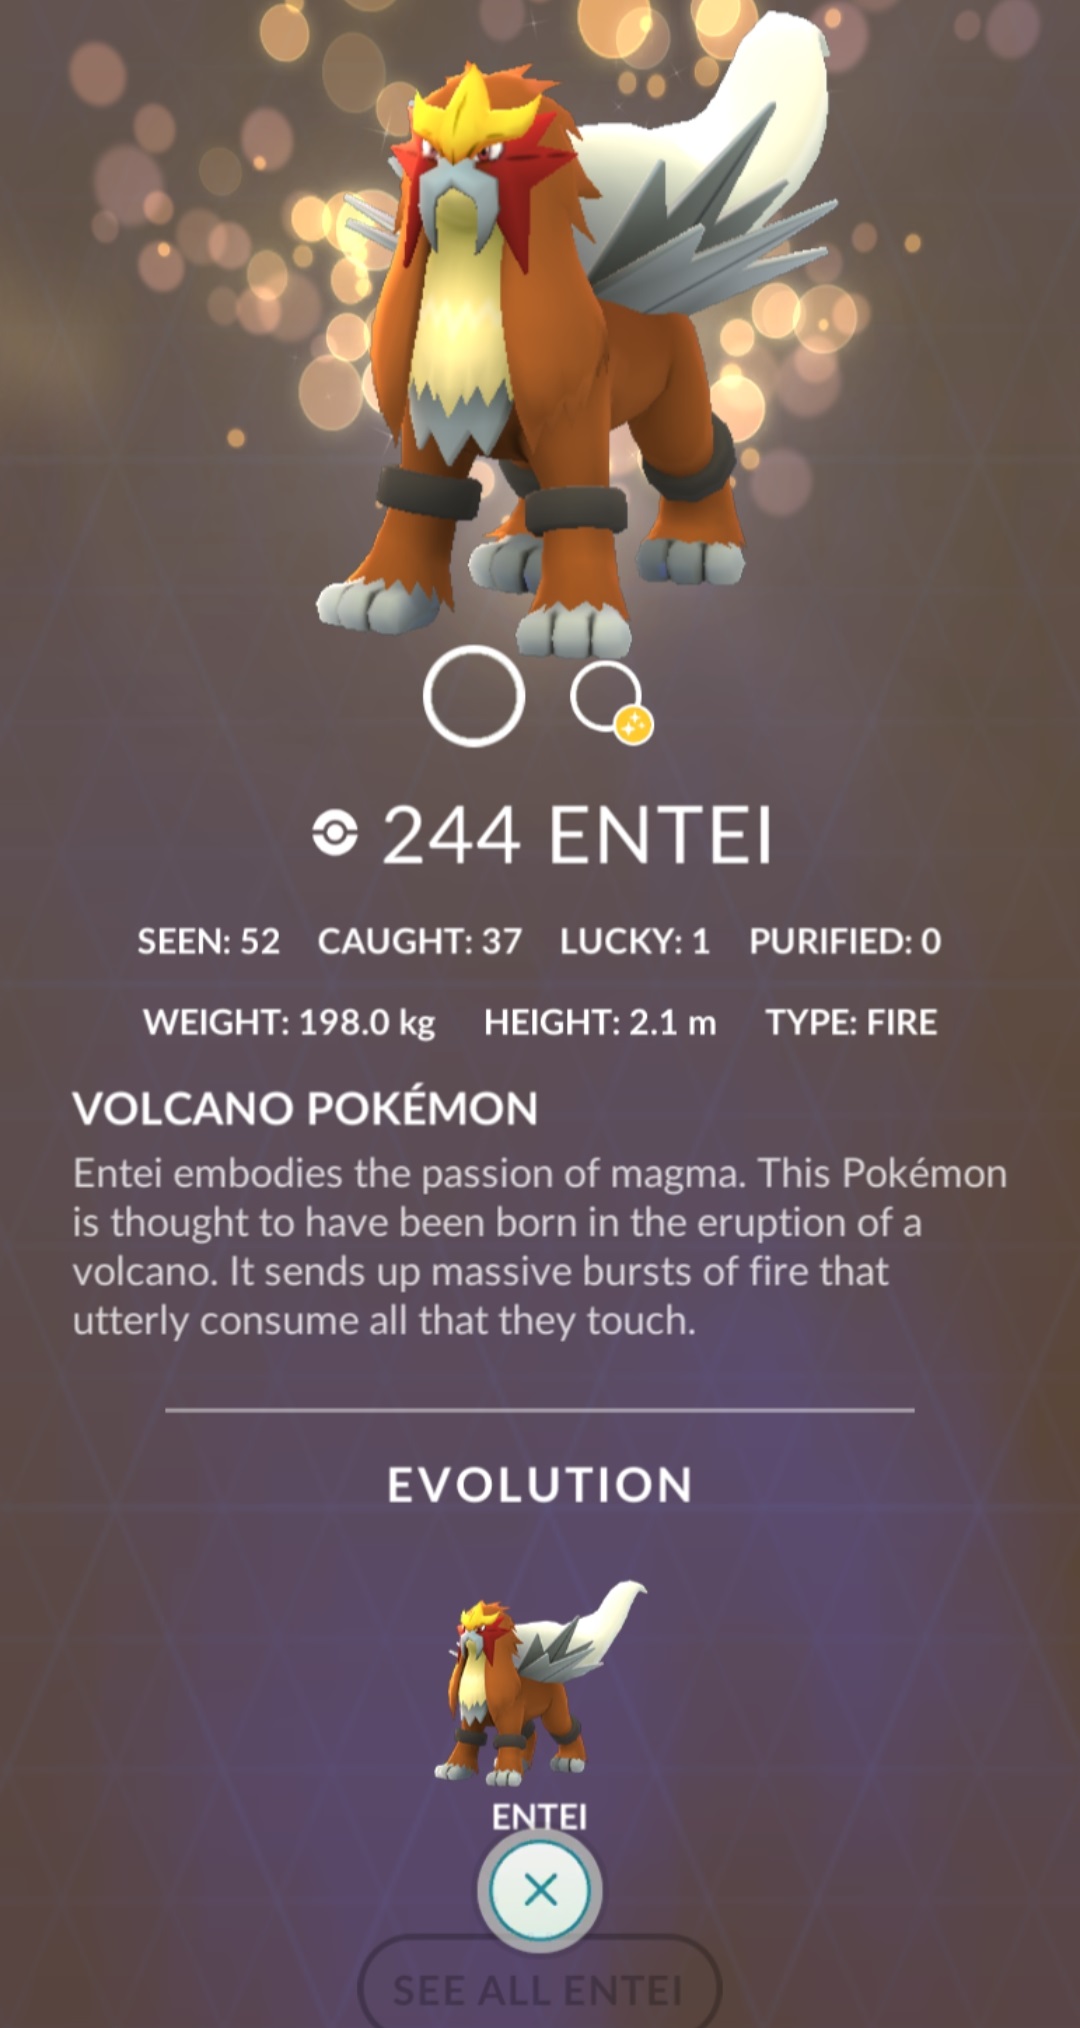 244 ENTEI
SEEN: 52 CAUGHT: 37 LUCKY: 1 PURIFIED: 0
WEIGHT: 198.0 kg HEIGHT: 2.1 m TYPE: FIRE
VOLCANO POKÉMON
Entei embodies the passion of magma. This Pokémon
is thought to have been born in the eruption of a
volcano. It sends up massive bursts of fire that
utterly consume all that they touch.
EVOLUTION
ENTEI
SEE ALL ENTEI